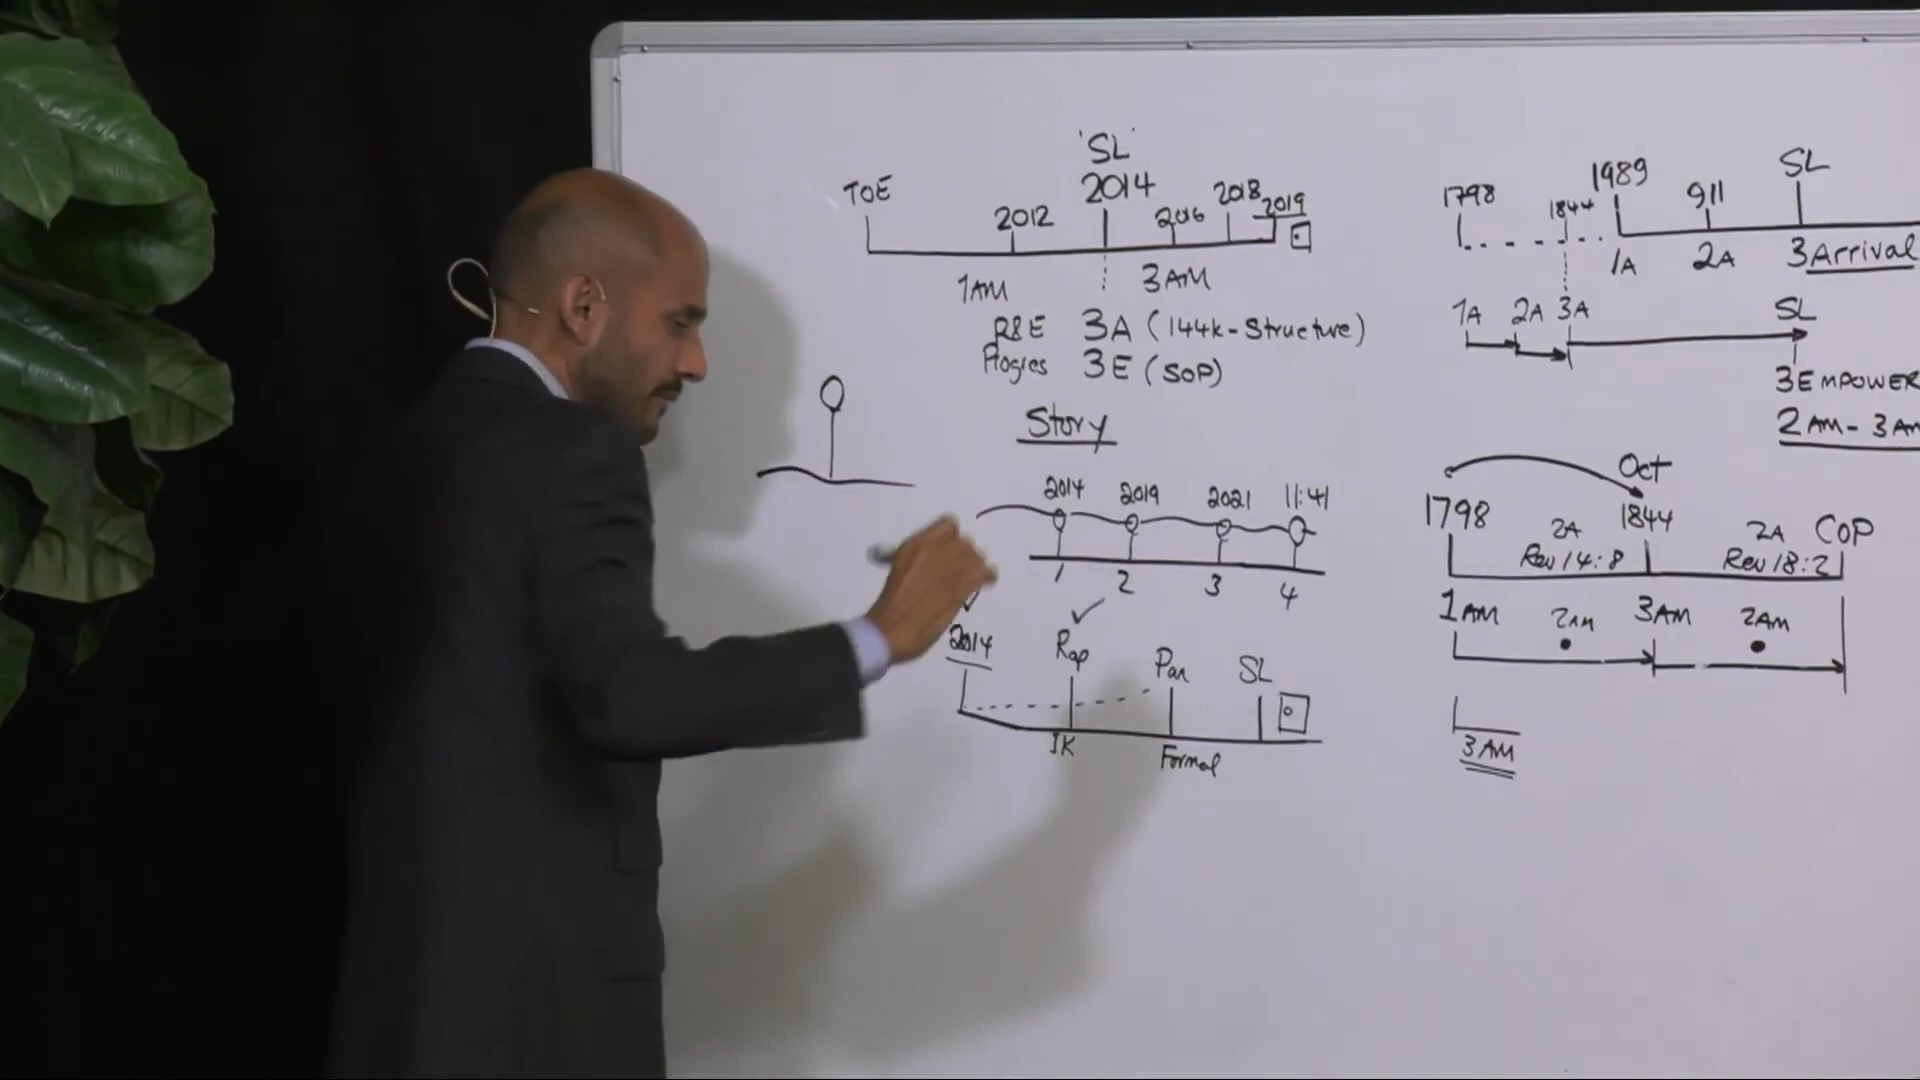 'SL'
TOE 2012 2014 2016 2018 2019
1AM 3AM
R&E 3A (144k-Structure)
Progres 3E (SOP)
Story
2014 2019 2021 11:41
1 2 3 4
2014 Rap Pan SL
IK Formal
1798 1844 1989 911 SL
1A 2A 3Arrival
1A 2A 3A SL
3EMPOWER
2AM-3AM
Oct
1798 2A 1844 2A COP
Rev 14:8 Rev 18:2
1AM 2AM 3AM 2AM
3AM